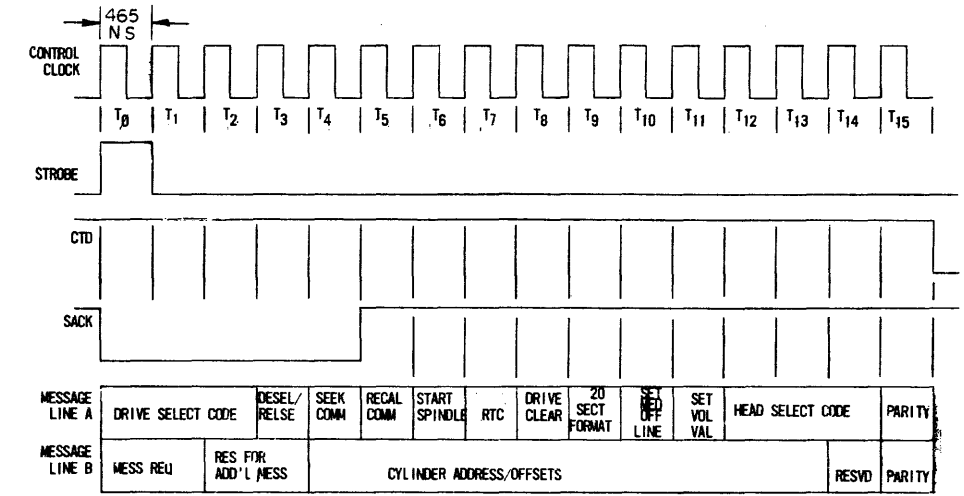 465
NS
CONTROL
CLOCK
T0 T1 T2 T3 T4 T5 T6 T7 T8 T9 T10 T11 T12 T13 T14 T15
STROBE
CTD
SACK
MESSAGE
LINE A
DRIVE SELECT CODE
DESEL/
RELSE
SEEK
COMM
RECAL
COMM
START
SPINDLE
RTC
DRIVE
CLEAR
20
SECT
FORMAT
SET
MED
OFF
LINE
SET
VOL
VAL
HEAD SELECT CODE
PARITY
MESSAGE
LINE B
MESS REQ
RES FOR
ADD'L MESS
CYLINDER ADDRESS/OFFSETS
RESVD
PARITY